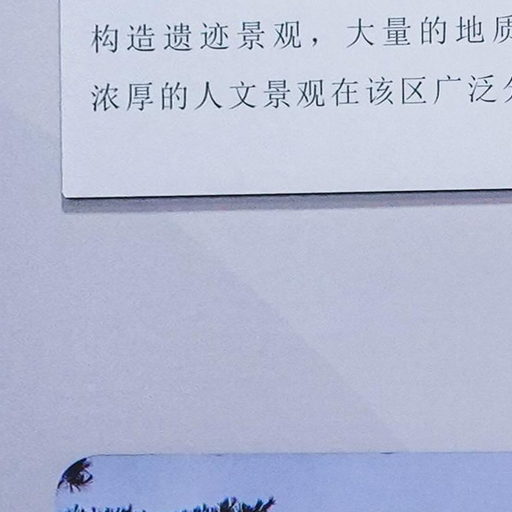 构造遗迹景观，大量的地质
浓厚的人文景观在该区广泛